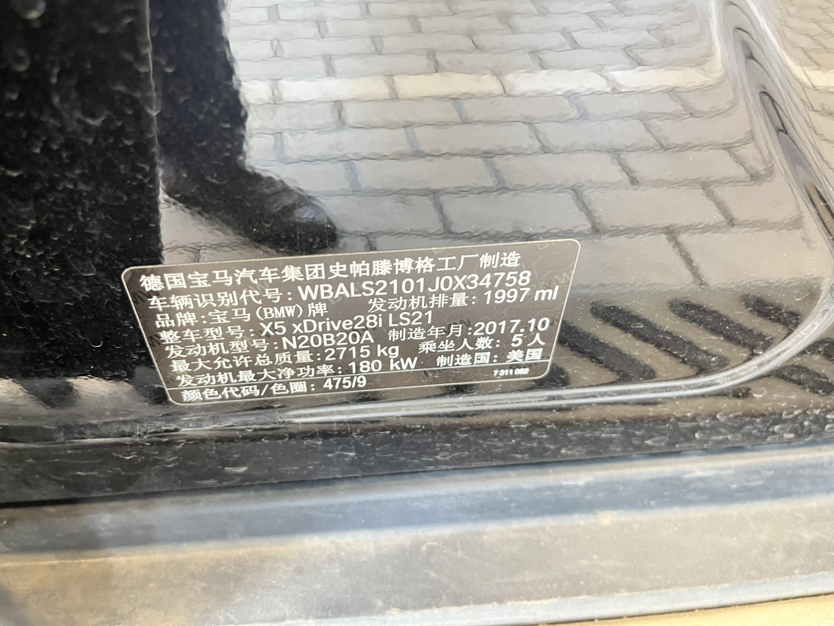 德国宝马汽车集团史帕滕博格工厂制造
车辆识别代号: WBALS2101J0X34758
品牌: 宝马(BMW)牌 发动机排量: 1997 ml
整车型号: X5 xDrive28i LS21
发动机型号: N20B20A 制造年月: 2017.10
最大允许总质量: 2715 kg 乘坐人数: 5 人
发动机最大净功率: 180 kW 制造国: 美国
颜色代码/色圈: 475/9 7311 062